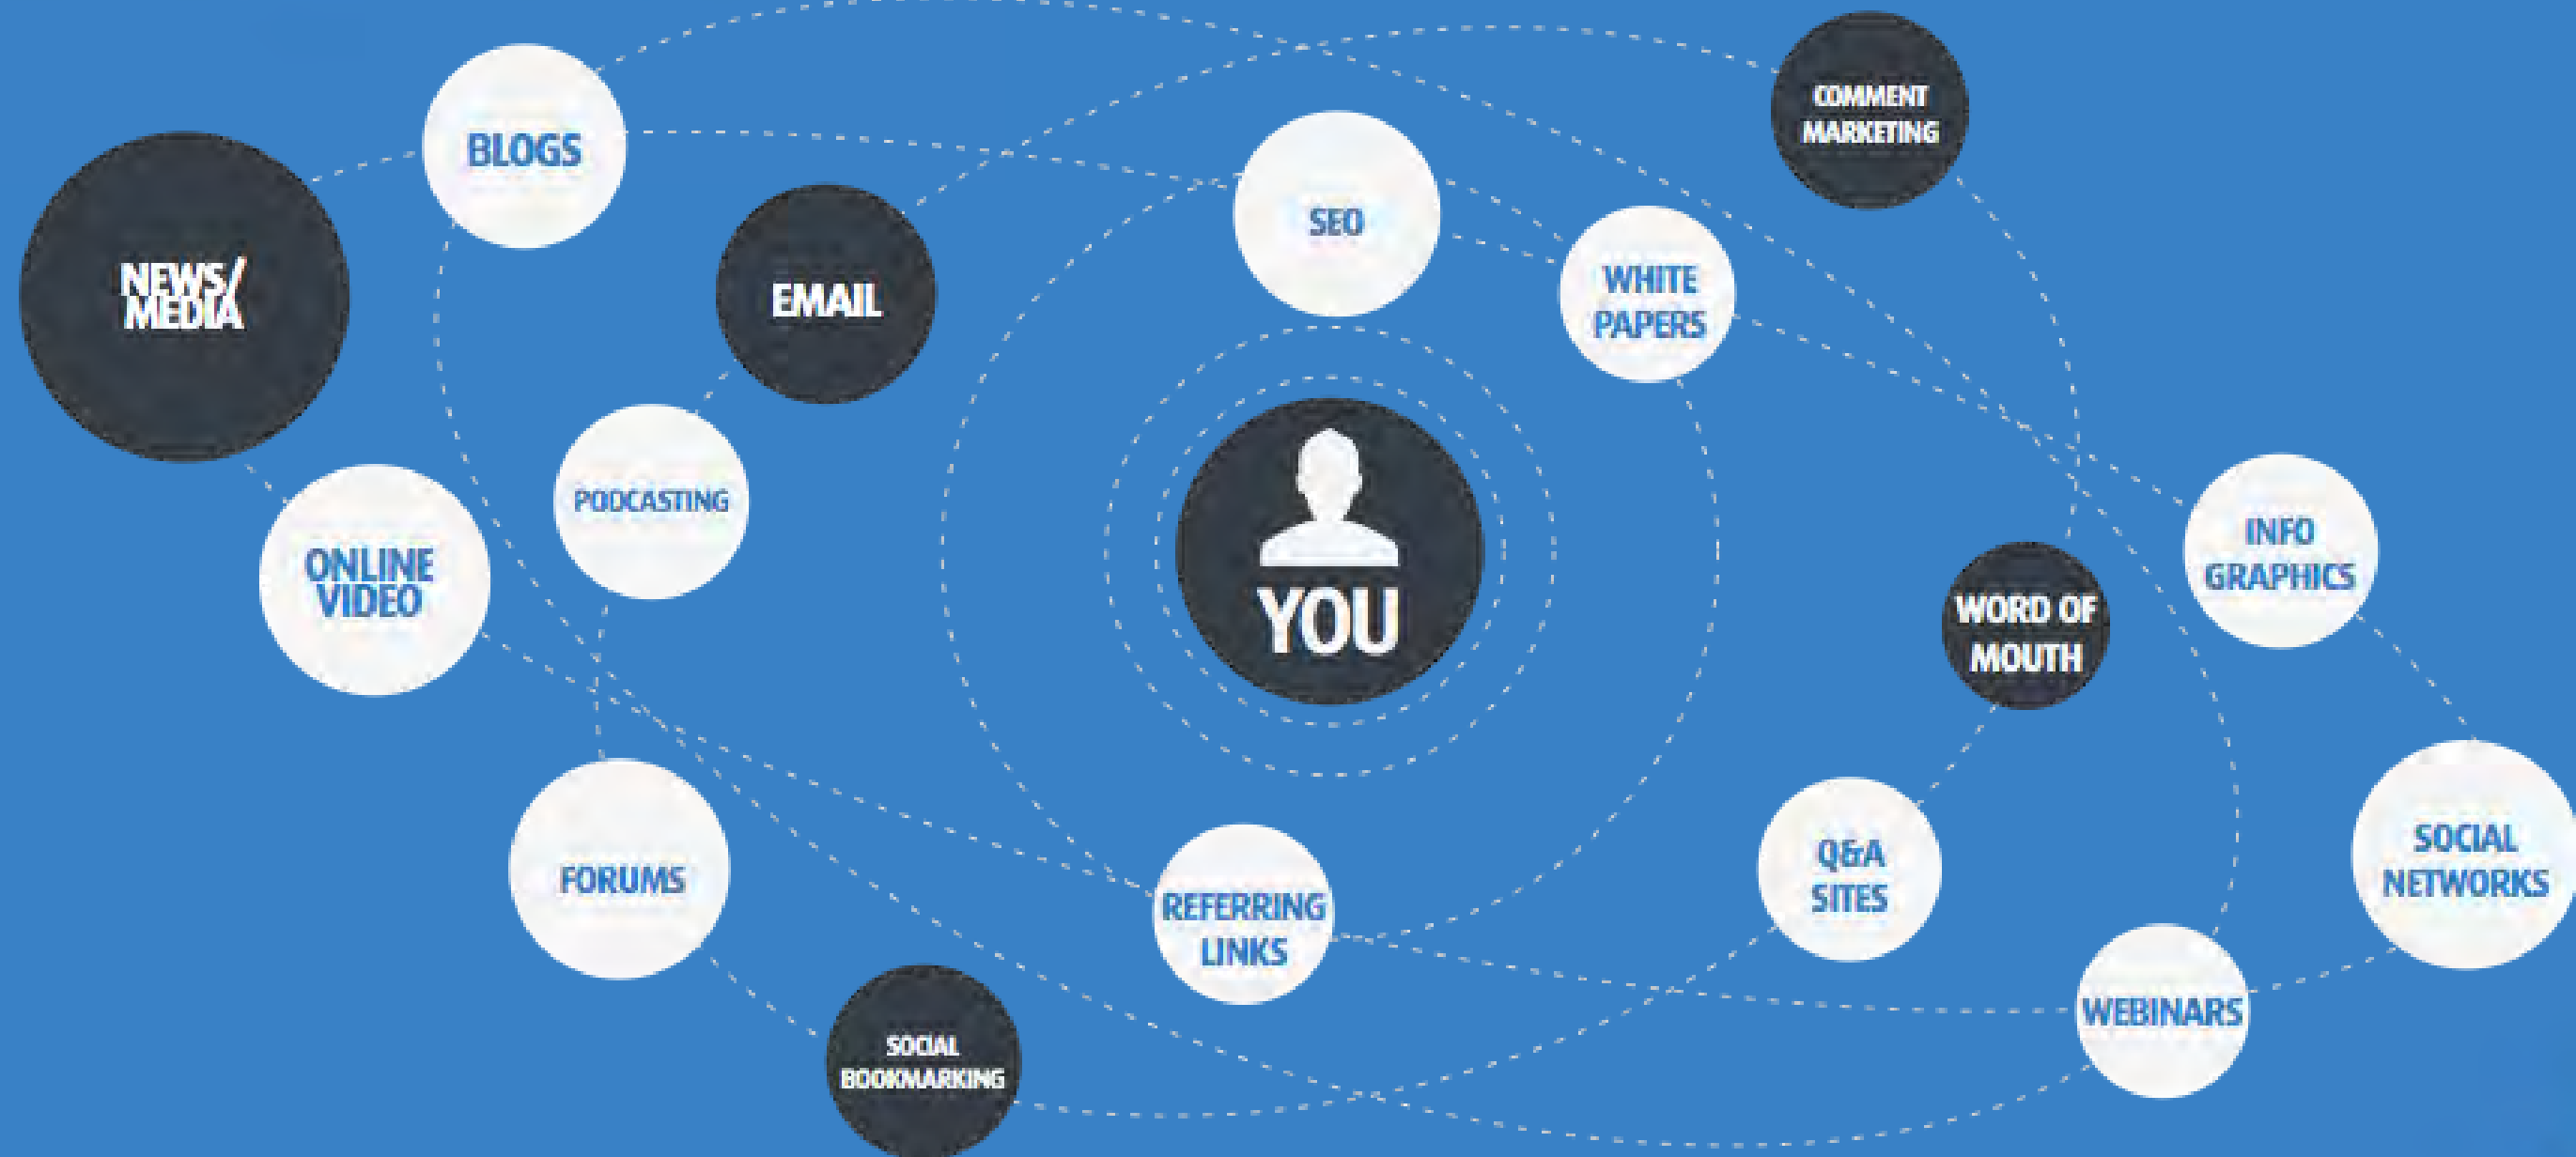 COMMENT
MARKETING
BLOGS
SEO
NEWS/
MEDIA
EMAIL
WHITE
PAPERS
PODCASTING
ONLINE
VIDEO
YOU
INFO
GRAPHICS
WORD OF
MOUTH
FORUMS
REFERRING
LINKS
Q&A
SITES
SOCIAL
NETWORKS
WEBINARS
SOCIAL
BOOKMARKING